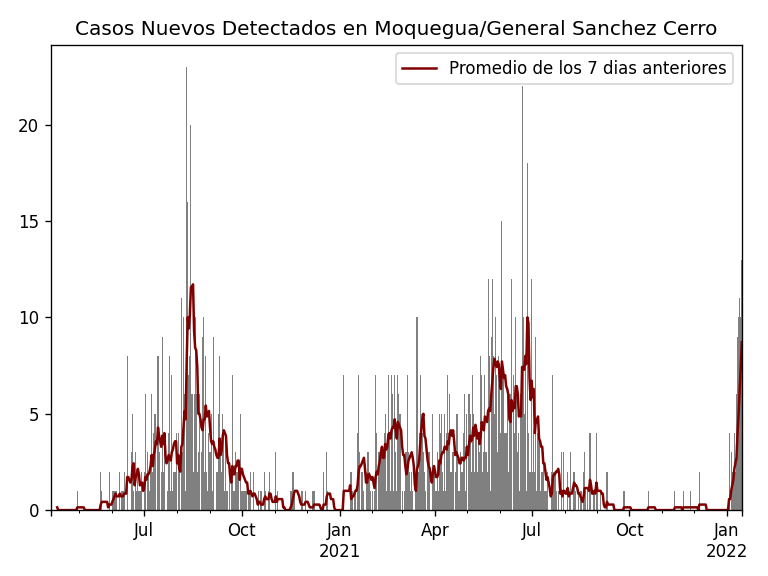 Casos Nuevos Detectados en Moquegua/General Sanchez Cerro
Promedio de los 7 dias anteriores
20
15
10
5
0
Jul Oct Jan Apr Jul Oct Jan
2021 2022